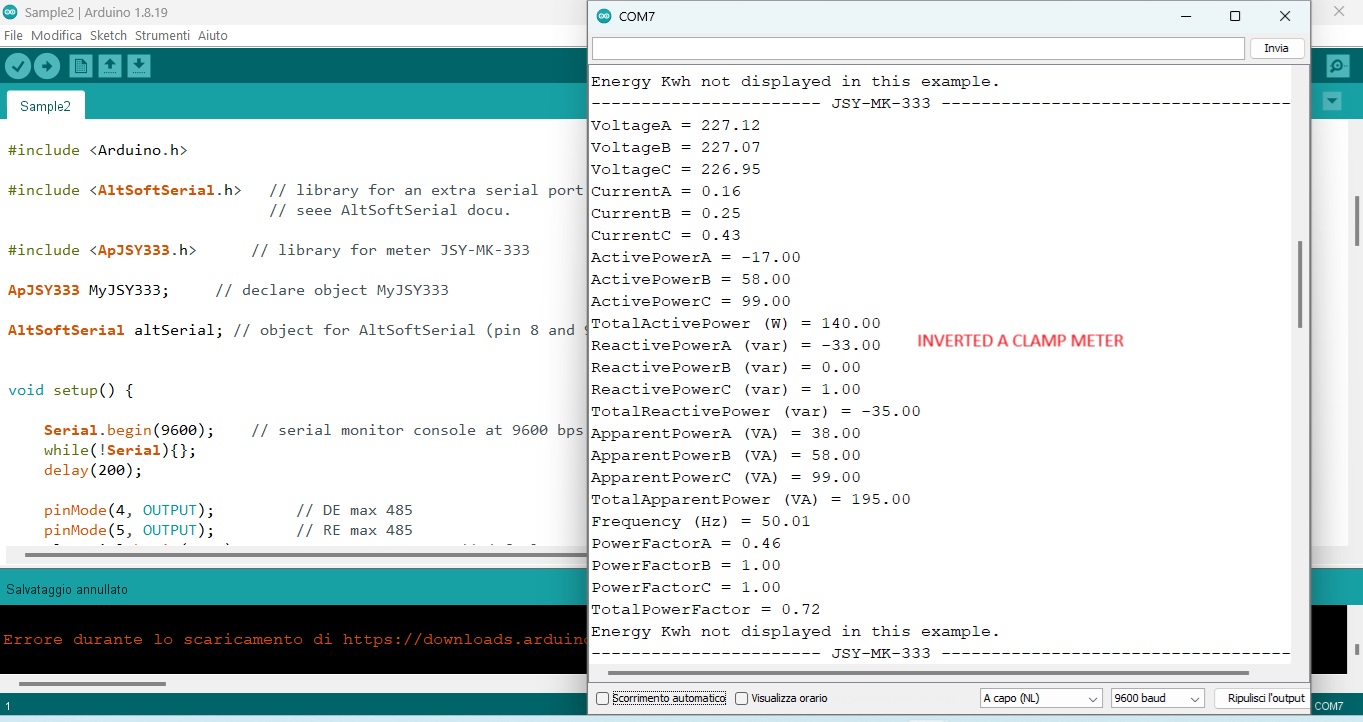 Sample2 | Arduino 1.8.19
File Modifica Sketch Strumenti Aiuto
Sample2
#include <Arduino.h>
#include <AltSoftSerial.h> // library for an extra serial port
// seee AltSoftSerial docu.
#include <ApJSY333.h> // library for meter JSY-MK-333
ApJSY333 MyJSY333; // declare object MyJSY333
AltSoftSerial altSerial; // object for AltSoftSerial (pin 8 and
void setup() {
Serial.begin(9600); // serial monitor console at 9600 bps
while(!Serial){};
delay(200);
pinMode(4, OUTPUT); // DE max 485
pinMode(5, OUTPUT); // RE max 485
Salvataggio annullato
Errore durante lo scaricamento di https://downloads.arduino
1
COM7
COM7
Invia
Energy Kwh not displayed in this example.
----------------------- JSY-MK-333 -----------------------------------
VoltageA = 227.12
VoltageB = 227.07
VoltageC = 226.95
CurrentA = 0.16
CurrentB = 0.25
CurrentC = 0.43
ActivePowerA = -17.00
ActivePowerB = 58.00
ActivePowerC = 99.00
TotalActivePower (W) = 140.00
ReactivePowerA (var) = -33.00
INVERTED A CLAMP METER
ReactivePowerB (var) = 0.00
ReactivePowerC (var) = 1.00
TotalReactivePower (var) = -35.00
ApparentPowerA (VA) = 38.00
ApparentPowerB (VA) = 58.00
ApparentPowerC (VA) = 99.00
TotalApparentPower (VA) = 195.00
Frequency (Hz) = 50.01
PowerFactorA = 0.46
PowerFactorB = 1.00
PowerFactorC = 1.00
TotalPowerFactor = 0.72
Energy Kwh not displayed in this example.
----------------------- JSY-MK-333 -----------------------------------
Scorrimento automatico Visualizza orario A capo (NL) 9600 baud Ripulisci l'output